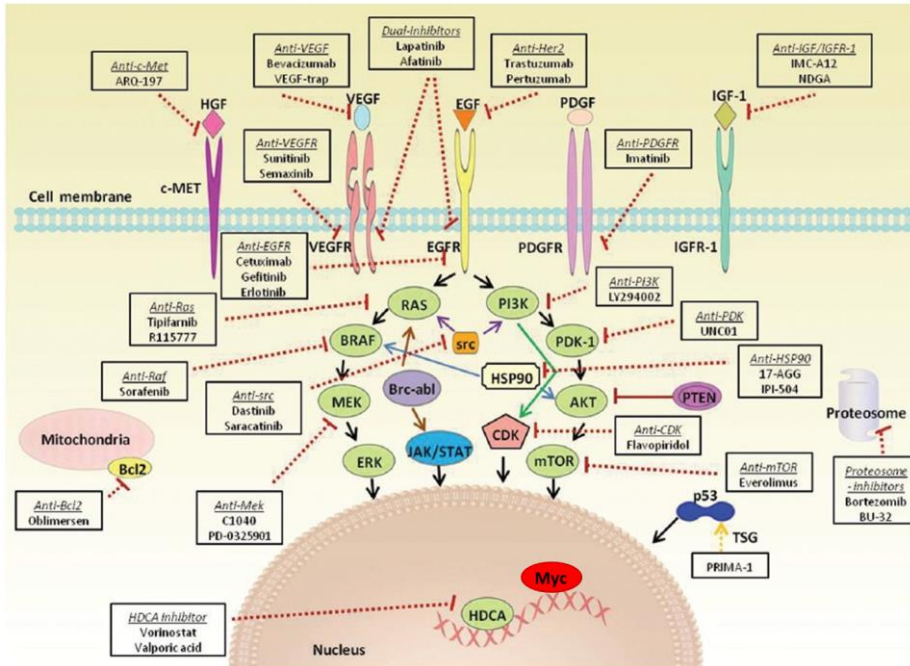 Anti-c-Met
ARQ-197
Anti-VEGF
Bevacizumab
VEGF-trap
Dual-Inhibitors
Lapatinib
Afatinib
Anti-Her2
Trastuzumab
Pertuzumab
Anti-IGF/IGFR-1
IMC-A12
NDGA
HGF
VEGF
EGF
PDGF
IGF-1
Anti-VEGFR
Sunitinib
Semaxinib
Anti-PDGFR
Imatinib
c-MET
Cell membrane
VEGFR
EGFR
PDGFR
IGFR-1
Anti-EGFR
Cetuximab
Gefitinib
Erlotinib
Anti-Ras
Tipifarnib
R115777
RAS
PI3K
Anti-PI3K
LY294002
Anti-PDK
UNC01
BRAF
src
PDK-1
Anti-Raf
Sorafenib
Anti-src
Dastinib
Saracatinib
MEK
Brc-abl
HSP90
AKT
PTEN
Anti-HSP90
17-AGG
IPI-504
Proteosome
Mitochondria
Bcl2
ERK
JAK/STAT
CDK
mTOR
Anti-CDK
Flavopiridol
Anti-Bcl2
Oblimersen
Anti-Mek
C1040
PD-0325901
Anti-mTOR
Everolimus
Proteosome
- Inhibitors
Bortezomib
BU-32
p53
TSG
PRIMA-1
Myc
HDCA
HDCA Inhibitor
Vorinostat
Valporic acid
Nucleus